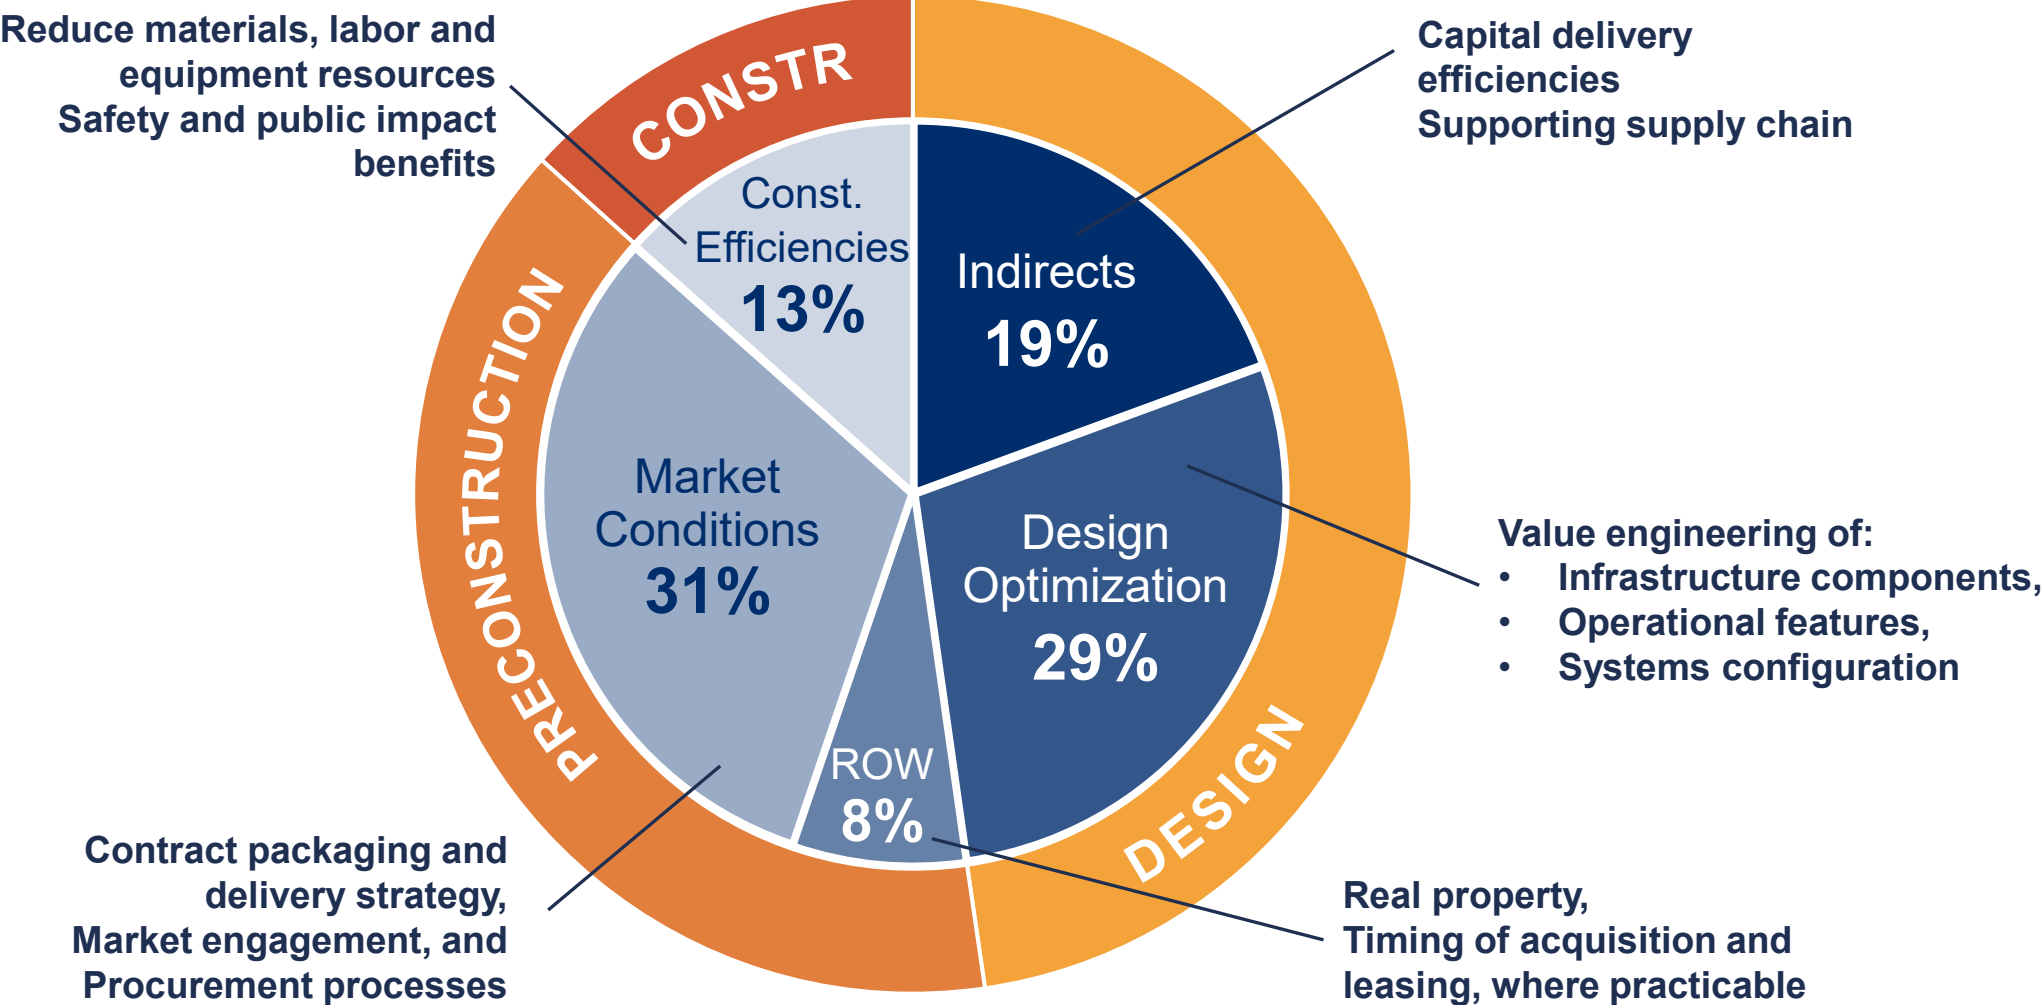 Reduce materials, labor and
equipment resources
Safety and public impact
benefits
CONSTR
Capital delivery
efficiencies
Supporting supply chain
Const.
Efficiencies
13%
Indirects
19%
PRECONSTRUCTION
Market
Conditions
31%
Design
Optimization
29%
Value engineering of:
• Infrastructure components,
• Operational features,
• Systems configuration
ROW
8%
DESIGN
Contract packaging and
delivery strategy,
Market engagement, and
Procurement processes
Real property,
Timing of acquisition and
leasing, where practicable